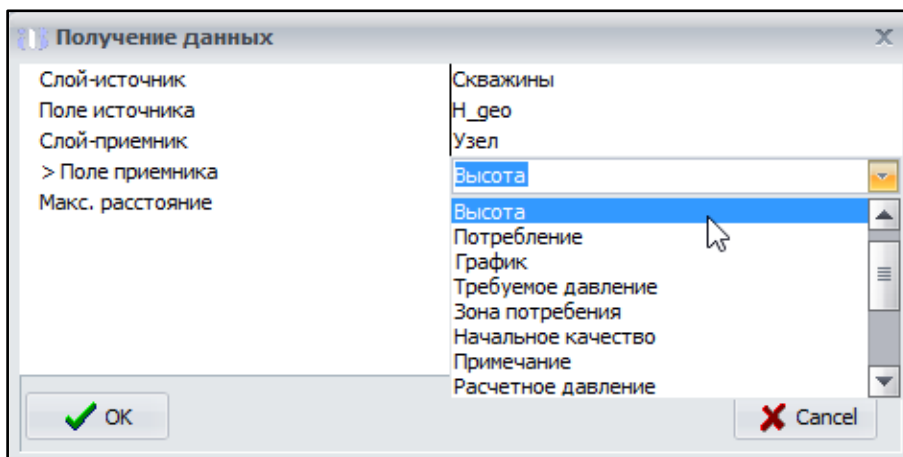 Получение данных
Слой-источник Скважины
Поле источника H_geo
Слой-приемник Узел
> Поле приемника Высота
Макс. расстояние
Высота
Потребление
График
Требуемое давление
Зона потребения
Начальное качество
Примечание
Расчетное давление
OK Cancel